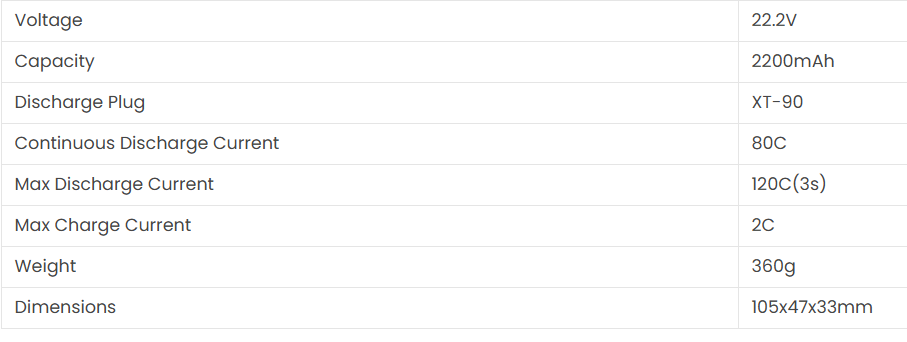 Voltage 22.2V
Capacity 2200mAh
Discharge Plug XT-90
Continuous Discharge Current 80C
Max Discharge Current 120C(3s)
Max Charge Current 2C
Weight 360g
Dimensions 105x47x33mm